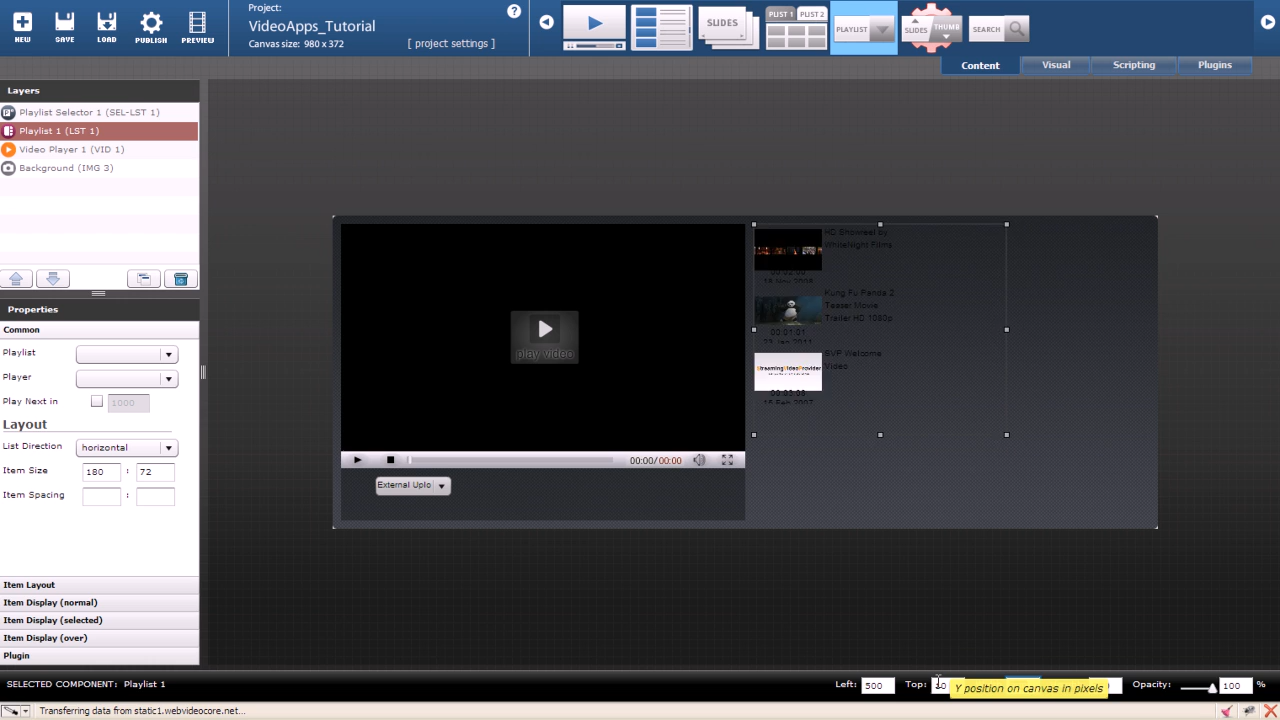 NEW
SAVE
LOAD
PUBLISH
PREVIEW
Project:
VideoApps_Tutorial
Canvas size: 980 x 372
[ project settings ]
?
SLIDES
PLIST 1
PLIST 2
PLAYLIST
SLIDES
THUMB
SEARCH
Content
Visual
Scripting
Plugins
Layers
Playlist Selector 1 (SEL-LST 1)
Playlist 1 (LST 1)
Video Player 1 (VID 1)
Background (IMG 3)
Properties
Common
Playlist
Player
Play Next in
1000
Layout
List Direction
horizontal
Item Size
180 : 72
Item Spacing
:
Item Layout
Item Display (normal)
Item Display (selected)
Item Display (over)
Plugin
play video
00:00/00:00
External Uplo
HD Showreel by
WhiteNight Films
Kung Fu Panda 2
Teaser Movie
Trailer HD 1080p
00:01:01
SVP Welcome
Video
StreamingVideoProvider
SELECTED COMPONENT: Playlist 1
Left: 500
Top:
Y position on canvas in pixels
Opacity: 100 %
Transferring data from static1.webvideocore.net...